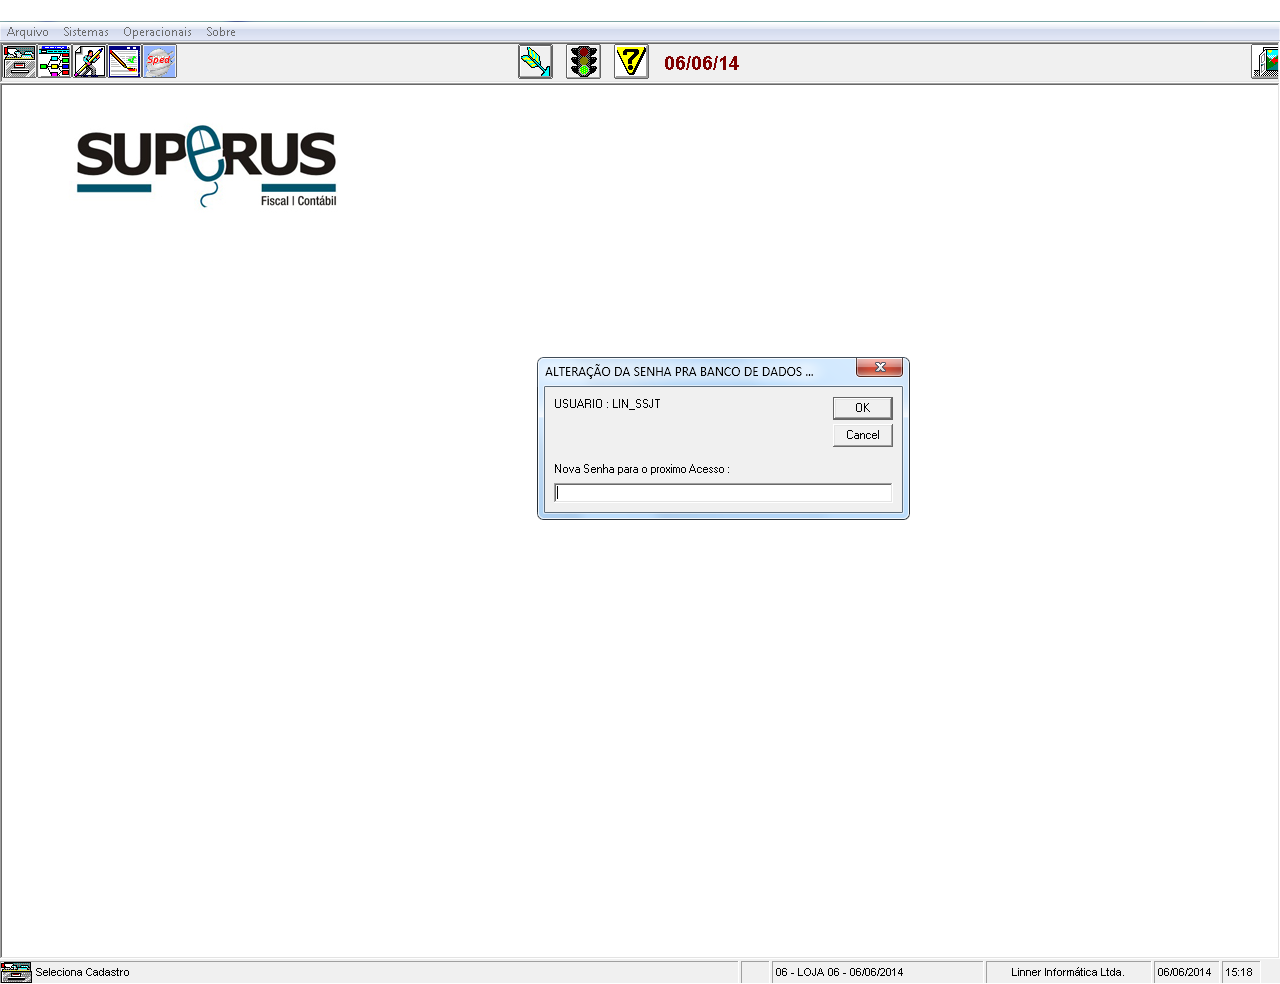 Arquivo Sistemas Operacionais Sobre
Sped
?
06/06/14
SUPERUS
Fiscal | Contábil
ALTERAÇÃO DA SENHA PRA BANCO DE DADOS ...
USUARIO : LIN_SSJT
OK
Cancel
Nova Senha para o proximo Acesso :
Seleciona Cadastro
06 - LOJA 06 - 06/06/2014
Linner Informática Ltda.
06/06/2014
15:18